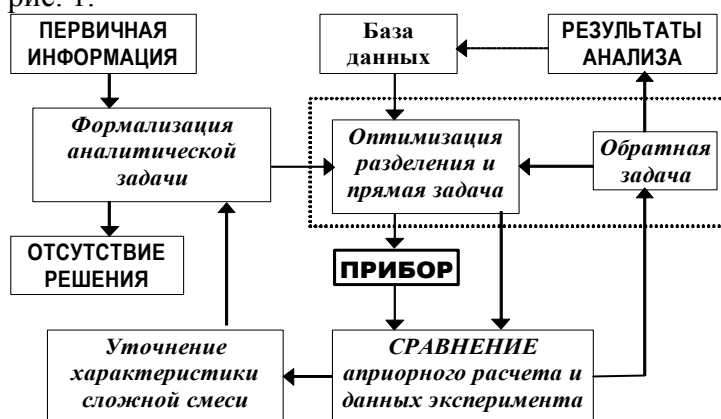 рис. 1.
ПЕРВИЧНАЯ
ИНФОРМАЦИЯ
База
данных
РЕЗУЛЬТАТЫ
АНАЛИЗА
Формализация
аналитической
задачи
Оптимизация
разделения и
прямая задача
Обратная
задача
ОТСУТСТВИЕ
РЕШЕНИЯ
ПРИБОР
Уточнение
характеристики
сложной смеси
СРАВНЕНИЕ
априорного расчета и
данных эксперимента